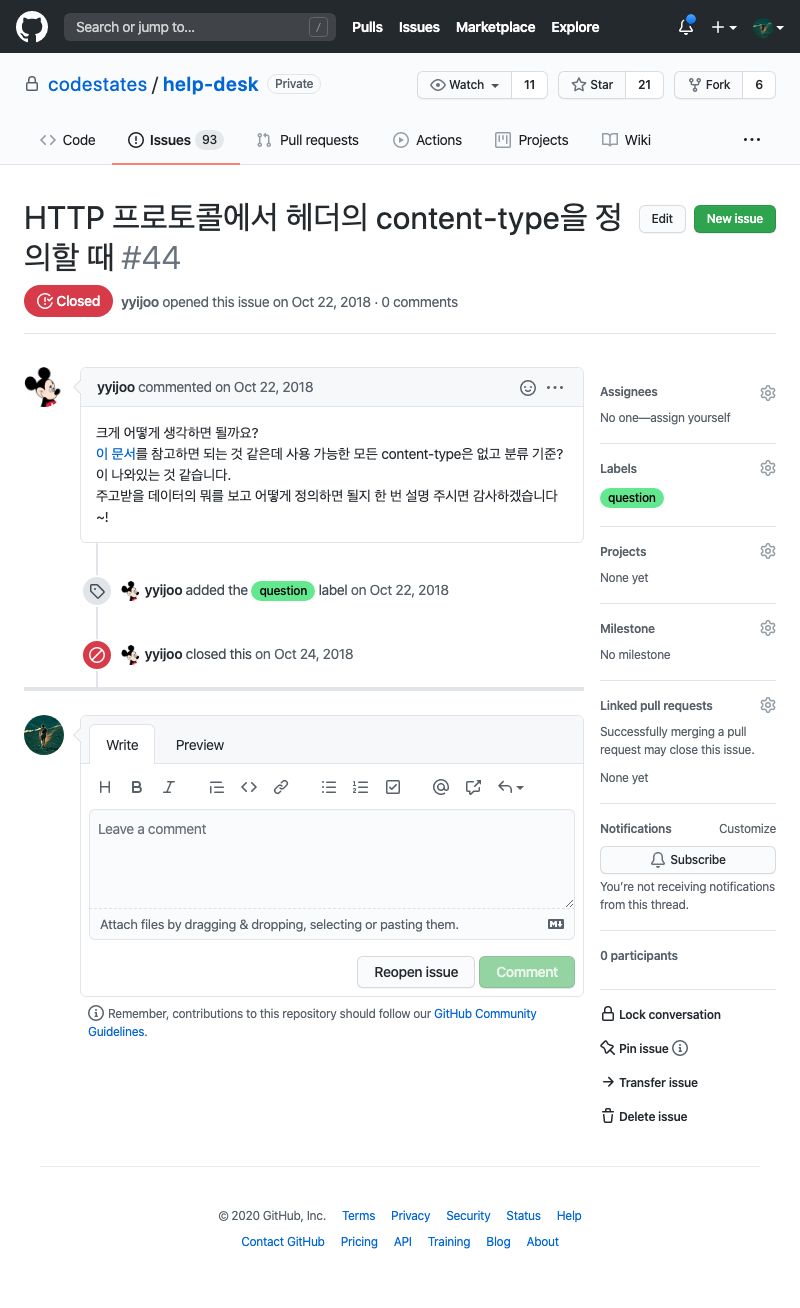 Search or jump to... /
Pulls Issues Marketplace Explore
codestates / help-desk Private
Watch 11 Star 21 Fork 6
Code Issues 93 Pull requests Actions Projects Wiki ...
HTTP 프로토콜에서 헤더의 content-type을 정
의할 때 #44
Edit New issue
Closed yyijoo opened this issue on Oct 22, 2018 · 0 comments
yyijoo commented on Oct 22, 2018
크게 어떻게 생각하면 될까요?
이 문서를 참고하면 되는 것 같은데 사용 가능한 모든 content-type은 없고 분류 기준?
이 나와있는 것 같습니다.
주고받을 데이터의 뭐를 보고 어떻게 정의하면 될지 한 번 설명 주시면 감사하겠습니다
~!
yyijoo added the question label on Oct 22, 2018
yyijoo closed this on Oct 24, 2018
Write Preview
H B I
Leave a comment
Attach files by dragging & dropping, selecting or pasting them.
Reopen issue Comment
Remember, contributions to this repository should follow our GitHub Community
Guidelines.
Assignees
No one—assign yourself
Labels
question
Projects
None yet
Milestone
No milestone
Linked pull requests
Successfully merging a pull
request may close this issue.
None yet
Notifications Customize
Subscribe
You're not receiving notifications
from this thread.
0 participants
Lock conversation
Pin issue
Transfer issue
Delete issue
© 2020 GitHub, Inc. Terms Privacy Security Status Help
Contact GitHub Pricing API Training Blog About